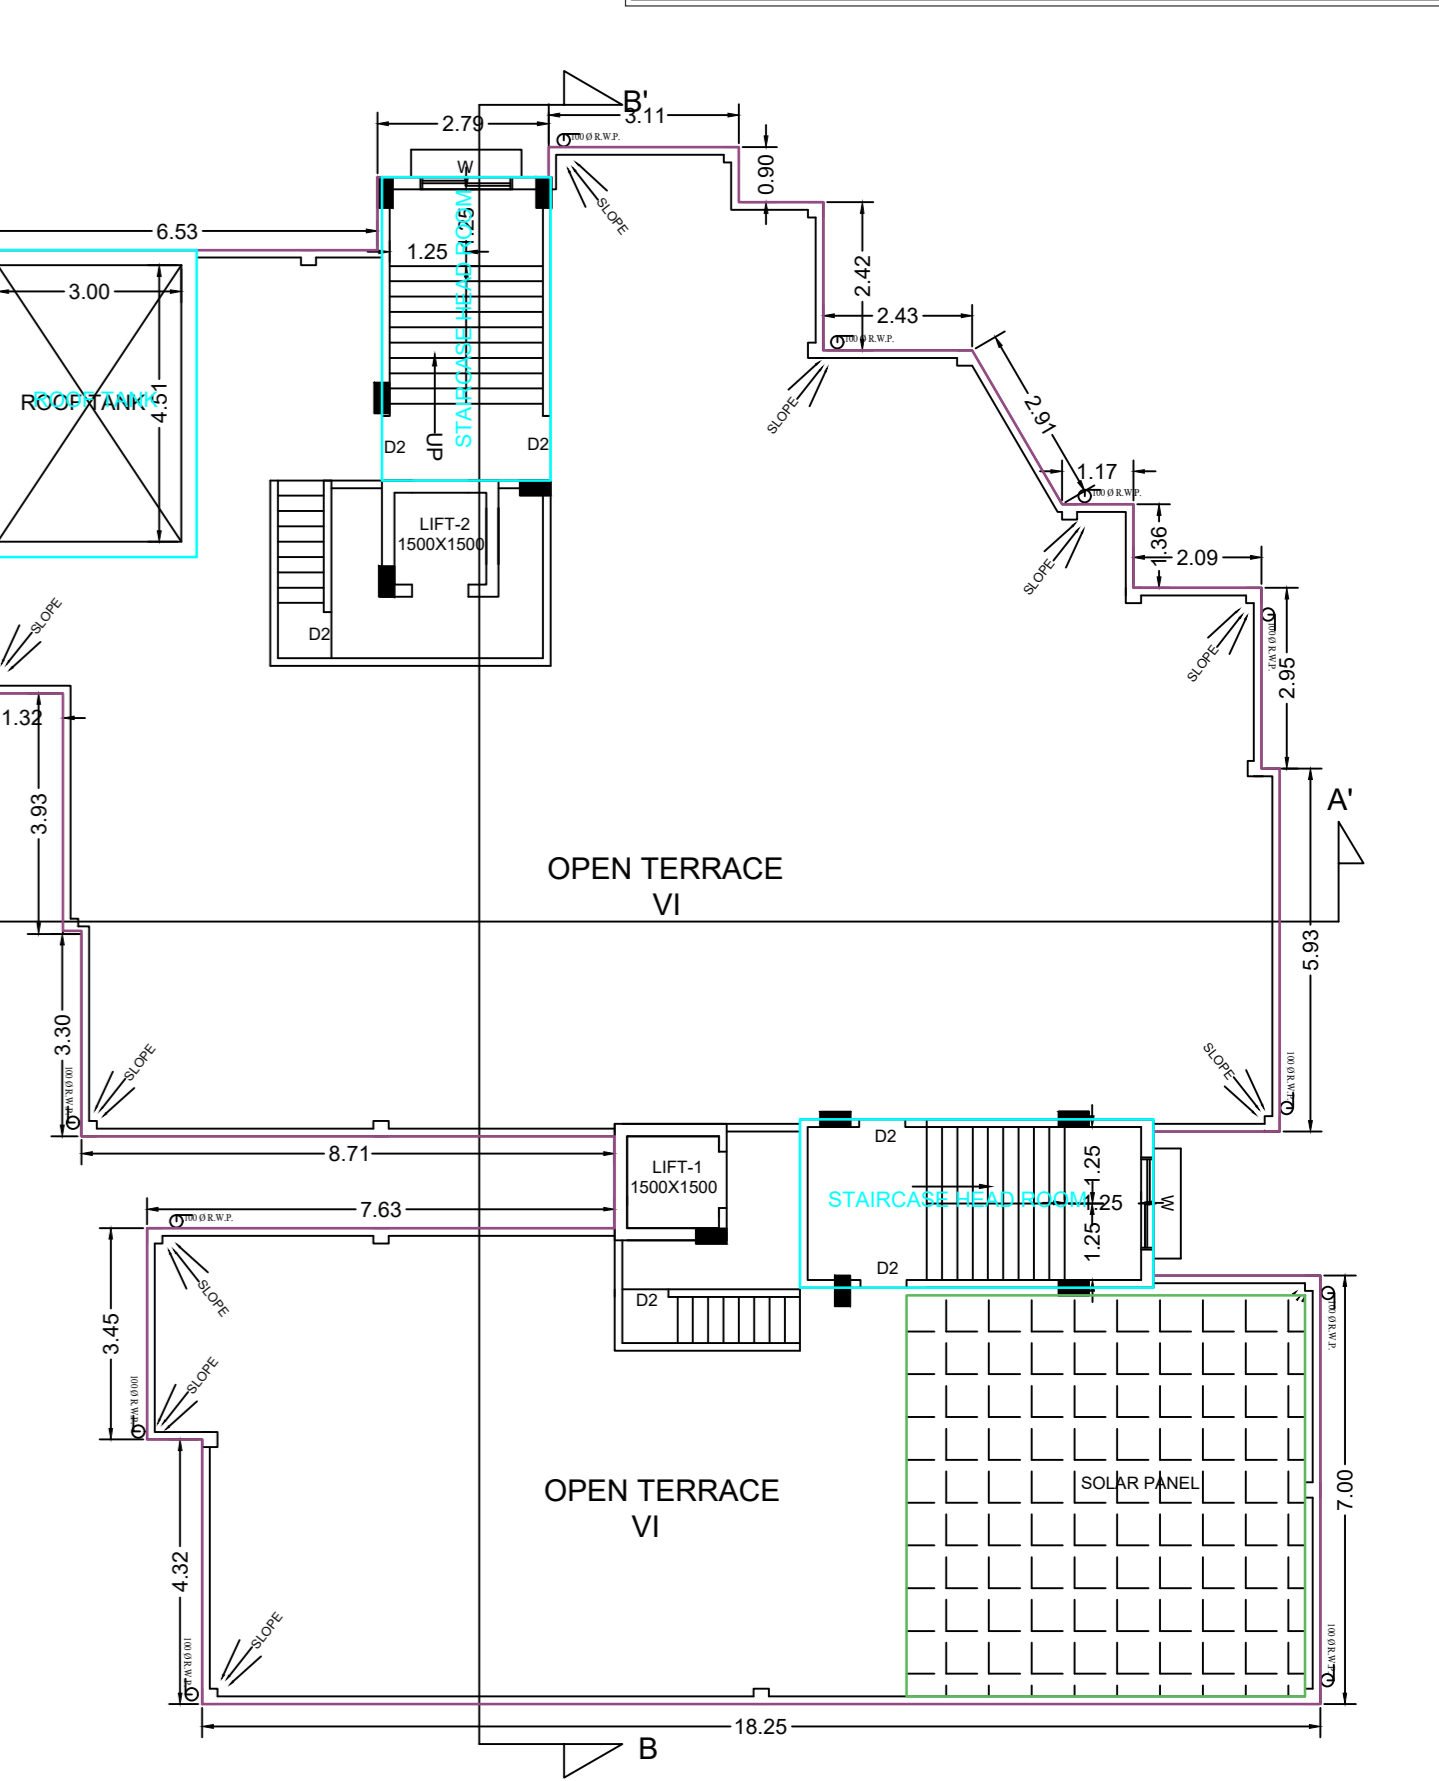 B'
2.79
3.11
100 Ø R.W.P.
W
0.90
SLOPE
6.53
1.25
1.25
STAIRCASE HEAD ROOM
2.42
3.00
2.43
100 Ø R.W.P.
ROOF TANK
ROOF TANK
4.51
SLOPE
2.91
UP
D2
D2
1.17
100 Ø R.W.P.
LIFT-2
1500X1500
1.36
2.09
SLOPE
SLOPE
D2
100 Ø R.W.P.
SLOPE
2.95
1.32
3.93
A'
OPEN TERRACE
VI
5.93
3.30
SLOPE
SLOPE
100 Ø R.W.P.
100 Ø R.W.P.
8.71
D2
1.25
LIFT-1
1500X1500
STAIRCASE HEAD ROOM
1.25
W
7.63
100 Ø R.W.P.
1.25
D2
SLOPE
D2
100 Ø R.W.P.
3.45
SLOPE
100 Ø R.W.P.
OPEN TERRACE
VI
SOLAR PANEL
7.00
4.32
SLOPE
100 Ø R.W.P.
100 Ø R.W.P.
18.25
B